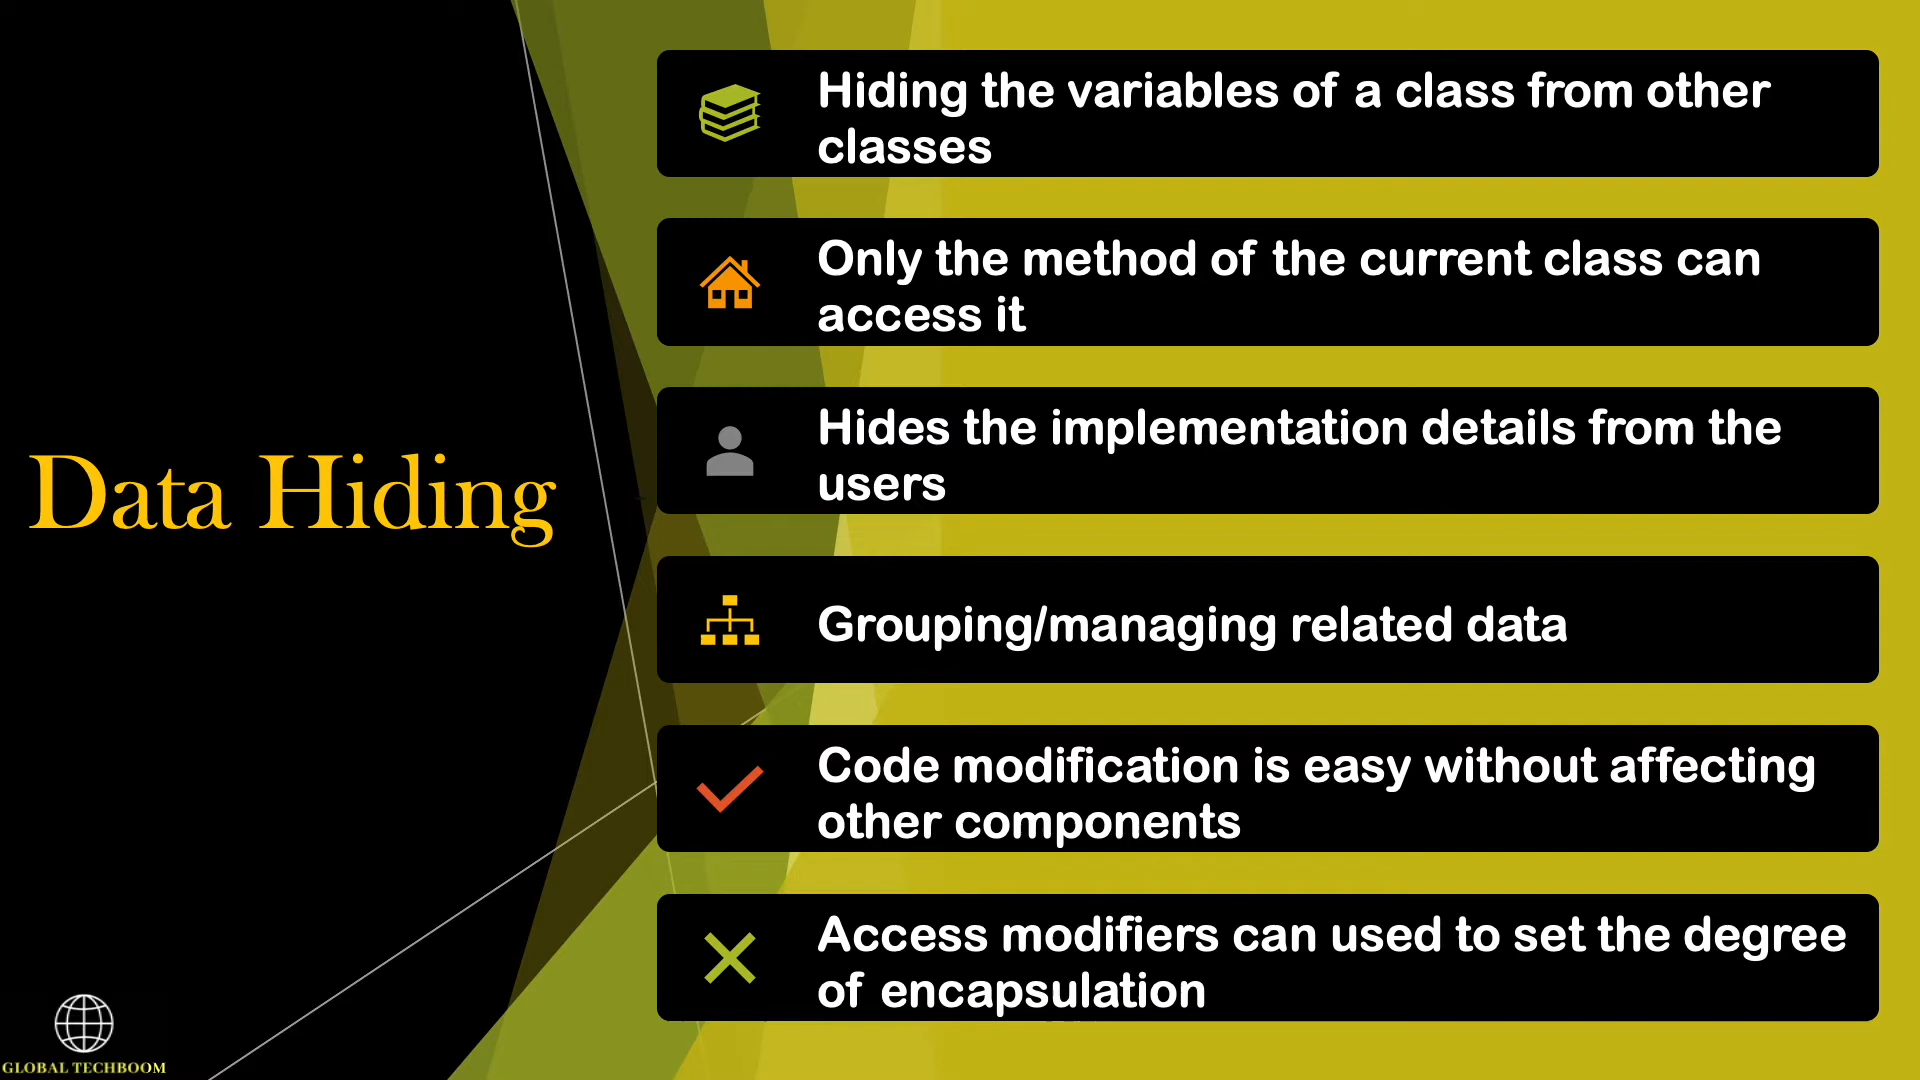 Data Hiding
Hiding the variables of a class from other
classes
Only the method of the current class can
access it
Hides the implementation details from the
users
Grouping/managing related data
Code modification is easy without affecting
other components
Access modifiers can used to set the degree
of encapsulation
GLOBAL TECHBOOM